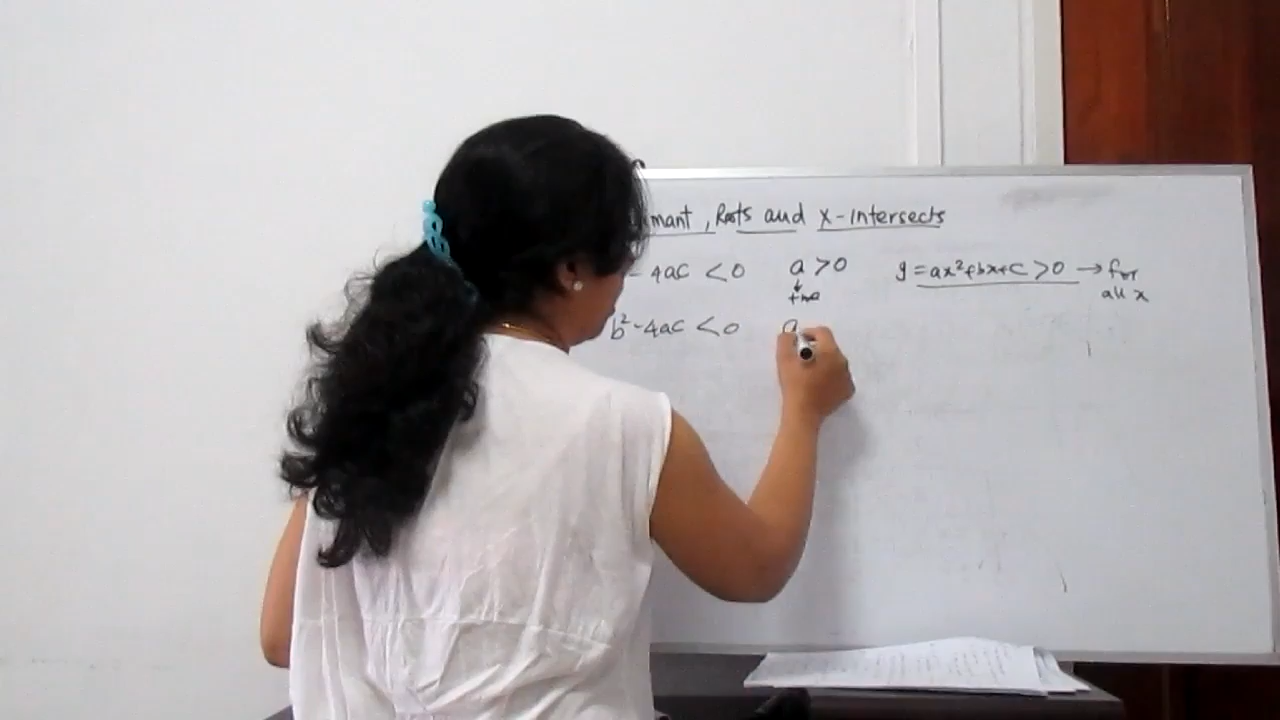 mant, Roots and x-intersects
- 4ac < 0 a > 0 y = ax²+bx+c > 0 → for
↓ +ve all x
b² - 4ac < 0 a